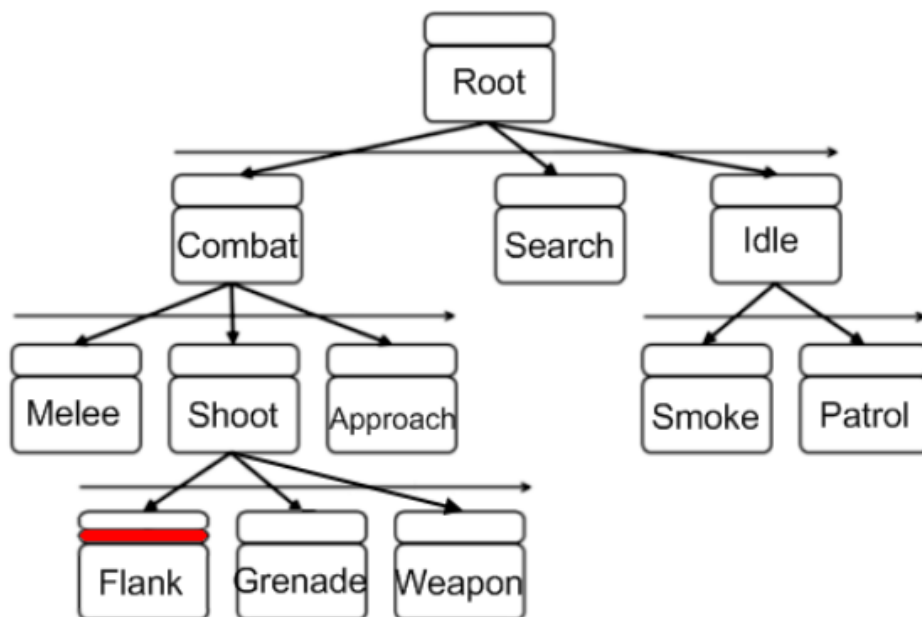 Root
Combat
Search
Idle
Melee
Shoot
Approach
Smoke
Patrol
Flank
Grenade
Weapon